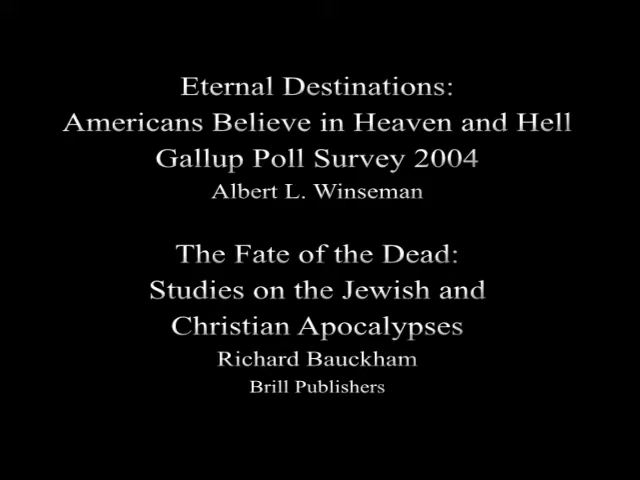 Eternal Destinations:
Americans Believe in Heaven and Hell
Gallup Poll Survey 2004
Albert L. Winseman
The Fate of the Dead:
Studies on the Jewish and
Christian Apocalypses
Richard Bauckham
Brill Publishers